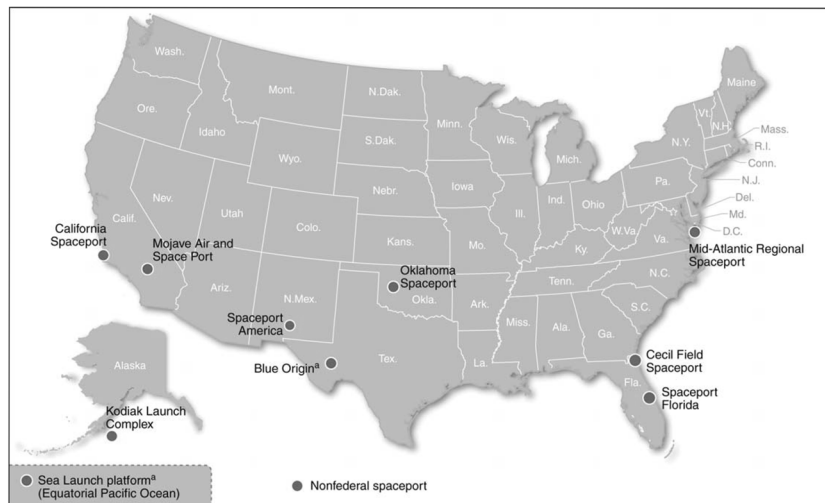 Wash.
Maine
Mont.
N.Dak.
Minn.
Vt.
N.H.
Ore.
Idaho
S.Dak.
Wis.
Mich.
N.Y.
Mass.
R.I.
Conn.
Wyo.
Iowa
Pa.
N.J.
Nebr.
Nev.
Utah
Ill.
Ind.
Ohio
Del.
Md.
D.C.
California
Spaceport
Calif.
Colo.
Kans.
Mo.
Ky.
W.Va.
Va.
Mojave Air and
Space Port
Mid-Atlantic Regional
Spaceport
Oklahoma
Spaceport
Ariz.
N.Mex.
Okla.
Ark.
Tenn.
N.C.
S.C.
Spaceport
America
Miss.
Ala.
Ga.
Alaska
Blue Originᵃ
Tex.
La.
Cecil Field
Spaceport
Fla.
Spaceport
Florida
Kodiak Launch
Complex
Sea Launch platformᵃ
(Equatorial Pacific Ocean)
Nonfederal spaceport